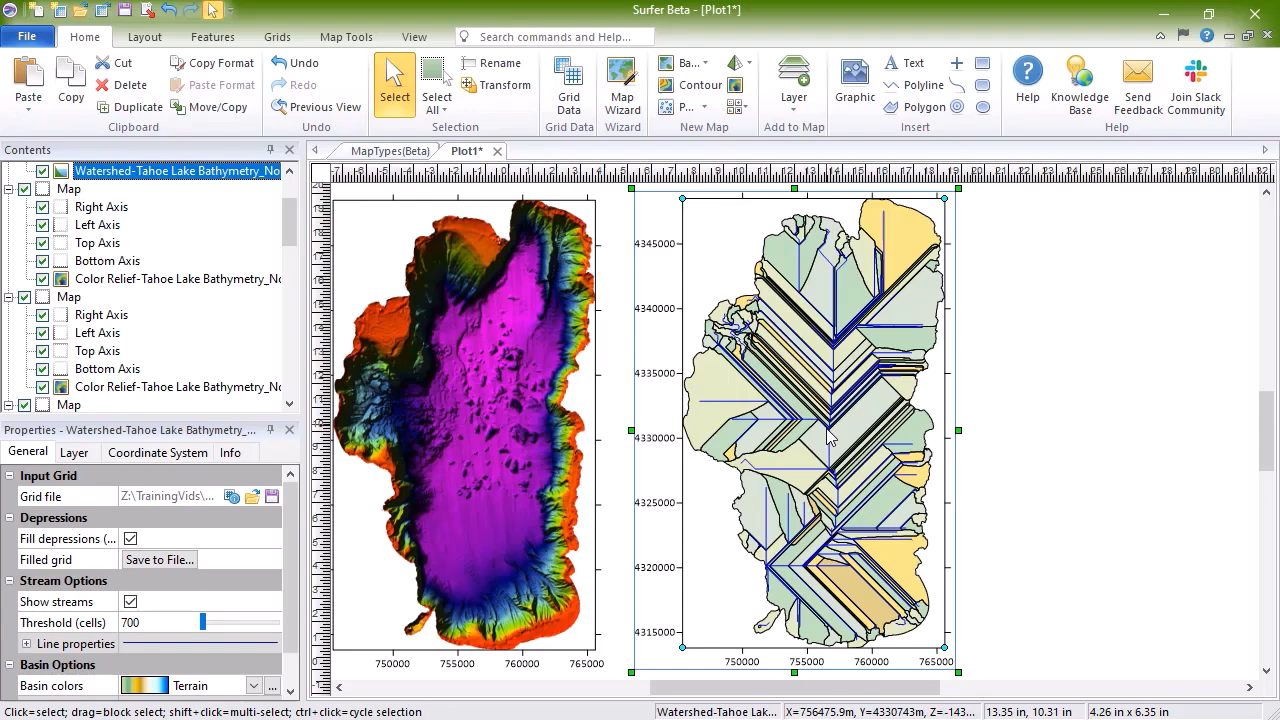 Surfer Beta - [Plot1*]
File Home Layout Features Grids Map Tools View Search commands and Help...
Paste Copy Cut Delete Duplicate Copy Format Paste Format Move/Copy
Clipboard
Undo Redo Previous View
Undo
Select Select All Rename Transform
Selection
Grid Data
Grid Data
Map Wizard
Wizard
Ba... Contour P...
New Map
Layer
Add to Map
Graphic Text Polyline Polygon
Insert
Help Knowledge Base Send Feedback Join Slack Community
Help
Contents
Watershed-Tahoe Lake Bathymetry_No
Map
Right Axis
Left Axis
Top Axis
Bottom Axis
Color Relief-Tahoe Lake Bathymetry_No
Map
Right Axis
Left Axis
Top Axis
Bottom Axis
Color Relief-Tahoe Lake Bathymetry_No
Map
Properties - Watershed-Tahoe Lake Bathymetry_...
General Layer Coordinate System Info
Input Grid
Grid file Z:\TrainingVids\...
Depressions
Fill depressions (...
Filled grid Save to File...
Stream Options
Show streams
Threshold (cells) 700
Line properties
Basin Options
Basin colors Terrain ...
MapTypes(Beta) Plot1*
4345000
4340000
4335000
4330000
4325000
4320000
4315000
750000 755000 760000 765000
750000 755000 760000 765000
Click=select; drag=block select; shift+click=multi-select; ctrl+click=cycle selection
Watershed-Tahoe Lak... X=756475.9m, Y=4330743m, Z=-143... 13.35 in, 10.31 in 4.26 in x 6.35 in